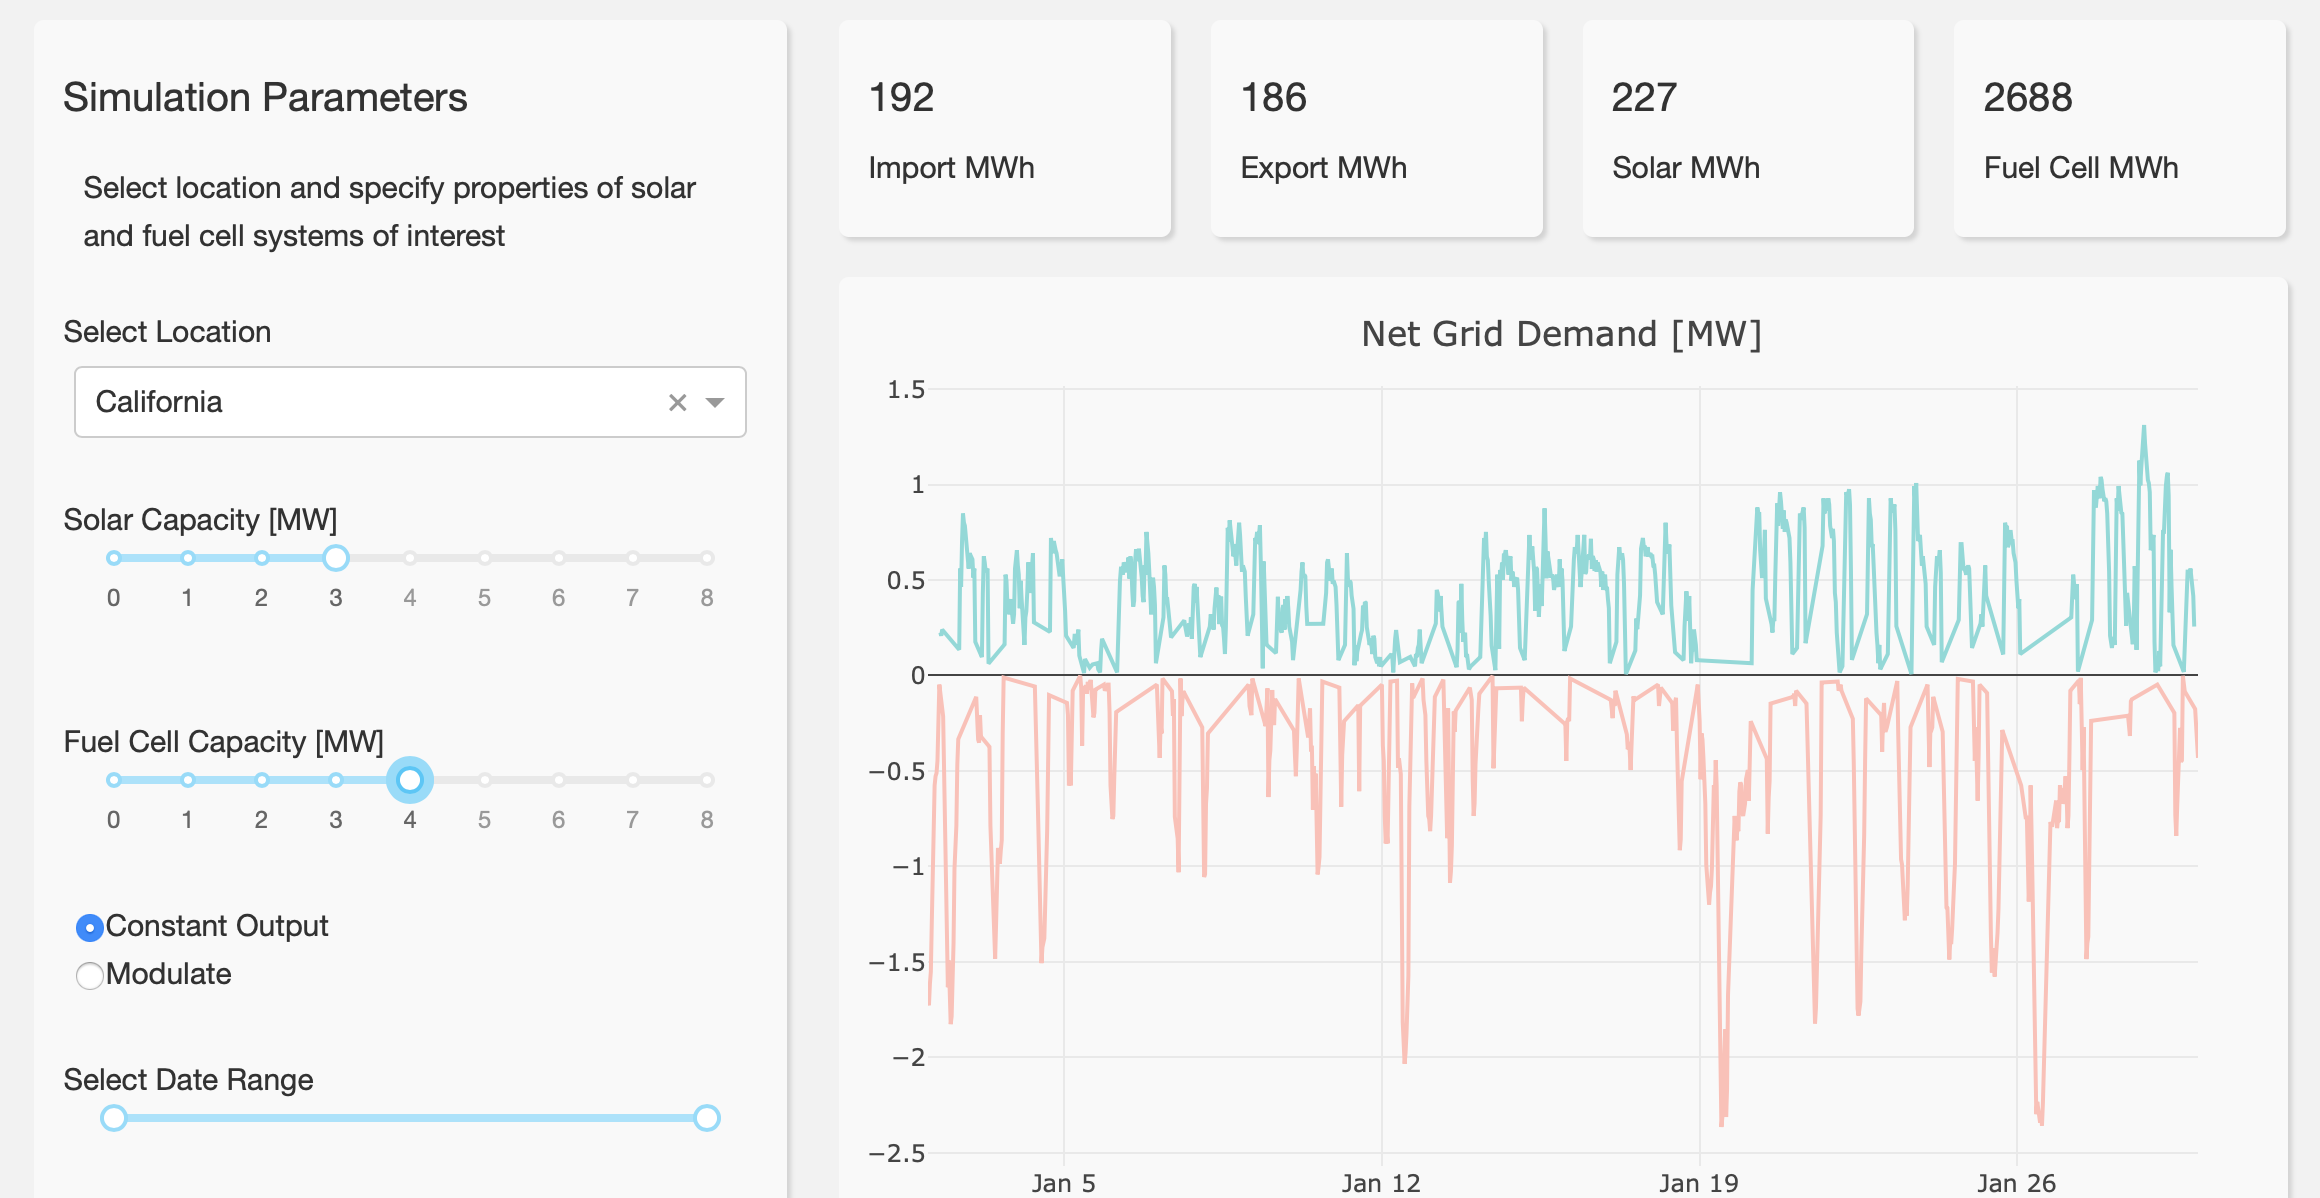 Simulation Parameters
Select location and specify properties of solar
and fuel cell systems of interest
Select Location
California
Solar Capacity [MW]
0 1 2 3 4 5 6 7 8
Fuel Cell Capacity [MW]
0 1 2 3 4 5 6 7 8
Constant Output
Modulate
Select Date Range
192
Import MWh
186
Export MWh
227
Solar MWh
2688
Fuel Cell MWh
Net Grid Demand [MW]
1.5
1
0.5
0
−0.5
−1
−1.5
−2
−2.5
Jan 5 Jan 12 Jan 19 Jan 26